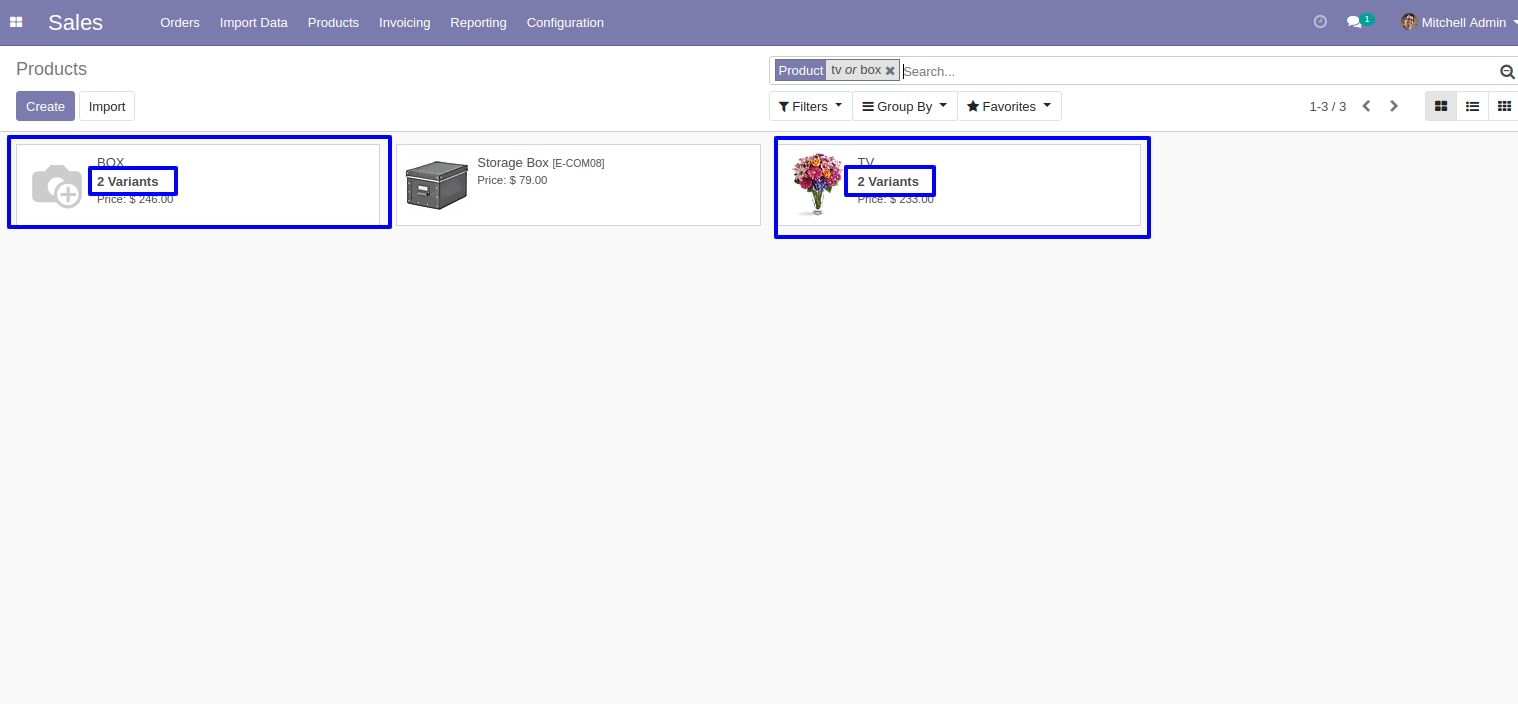 Sales Orders Import Data Products Invoicing Reporting Configuration 1 Mitchell Admin
Products
Product tv or box Search...
Create Import
Filters Group By Favorites 1-3 / 3
BOX
2 Variants
Price: $ 246.00
Storage Box [E-COM08]
Price: $ 79.00
TV
2 Variants
Price: $ 233.00